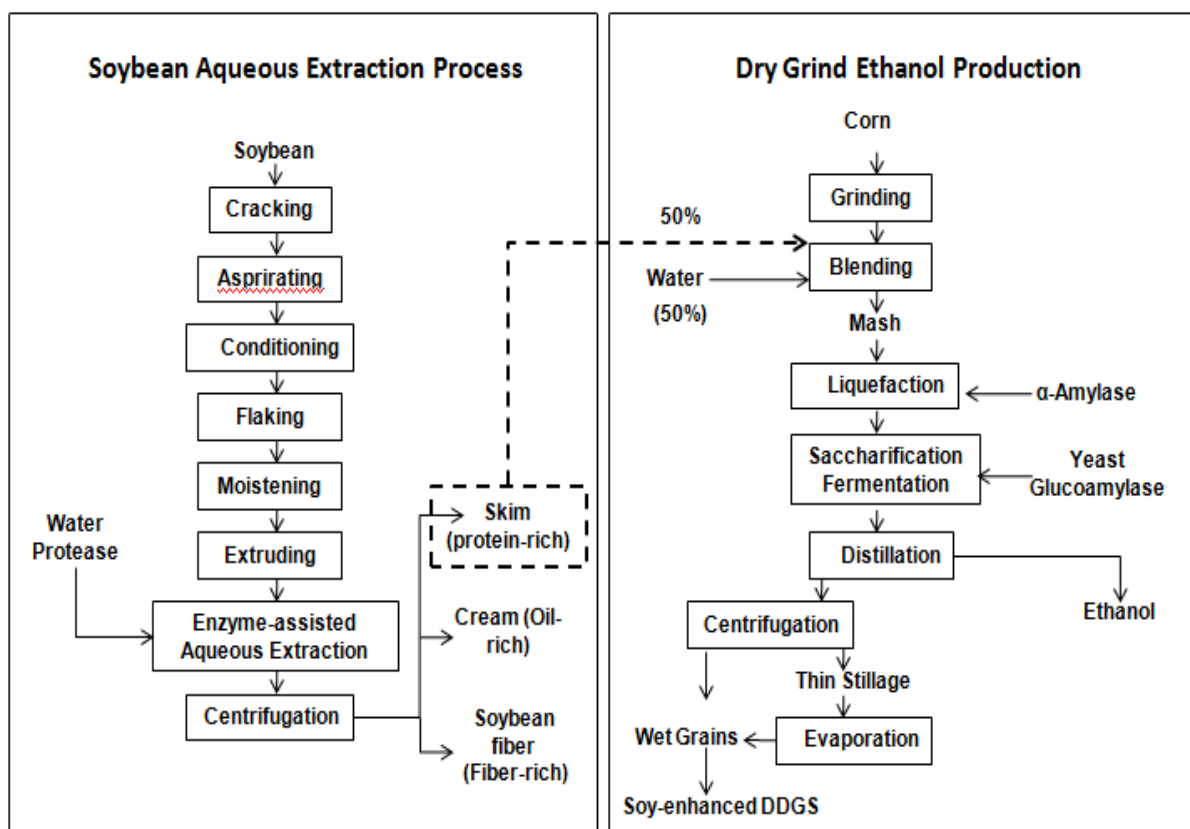 Soybean Aqueous Extraction Process
Soybean
Cracking
Asprirating
Conditioning
Flaking
Moistening
Extruding
Water
Protease
Enzyme-assisted
Aqueous Extraction
Centrifugation
Skim
(protein-rich)
Cream (Oil-
rich)
Soybean
fiber
(Fiber-rich)
Dry Grind Ethanol Production
Corn
Grinding
50%
Blending
Water
(50%)
Mash
Liquefaction
α-Amylase
Saccharification
Fermentation
Yeast
Glucoamylase
Distillation
Ethanol
Centrifugation
Thin Stillage
Wet Grains
Evaporation
Soy-enhanced DDGS